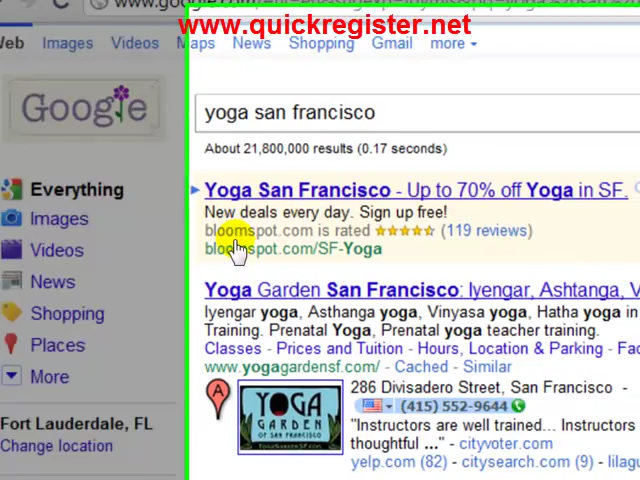 www.google.com/
www.quickregister.net
Web Images Videos Maps News Shopping Gmail more
Google
yoga san francisco
About 21,800,000 results (0.17 seconds)
Everything
Images
Videos
News
Shopping
Places
More
Fort Lauderdale, FL
Change location
Yoga San Francisco - Up to 70% off Yoga in SF.
New deals every day. Sign up free!
bloomspot.com is rated ★★★★★ (119 reviews)
bloomspot.com/SF-Yoga
Yoga Garden San Francisco: Iyengar, Ashtanga, V
Iyengar yoga, Asthanga yoga, Vinyasa yoga, Hatha yoga in
Training. Prenatal Yoga, Prenatal yoga teacher training.
Classes - Prices and Tuition - Hours, Location & Parking - Fac
www.yogagardensf.com/ - Cached - Similar
A
YOGA
GARDEN
OF SAN FRANCISCO
286 Divisadero Street, San Francisco -
(415) 552-9644
"Instructors are well trained... Instructors
thoughtful ..." - cityvoter.com
yelp.com (82) - citysearch.com (9) - lilagu